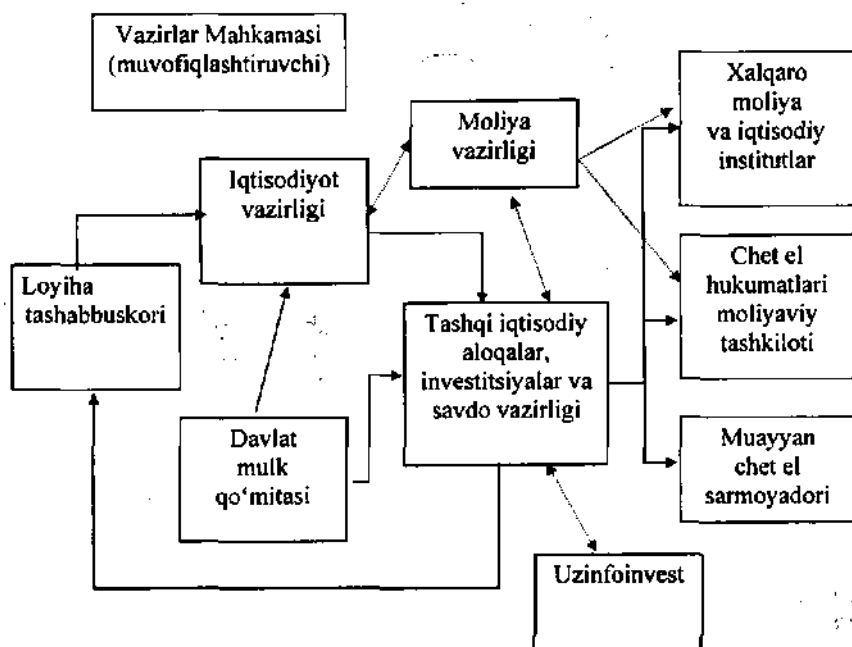 Vazirlar Mahkamasi
(muvofiqlashtiruvchi)
Moliya
vazirligi
Xalqaro
moliya
va iqtisodiy
institutlar
Iqtisodiyot
vazirligi
Loyiha
tashabbuskori
Tashqi iqtisodiy
aloqalar,
investitsiyalar va
savdo vazirligi
Chet el
hukumatlari
moliyaviy
tashkiloti
Davlat
mulk
qo‘mitasi
Muayyan
chet el
sarmoyadori
Uzinfoinvest